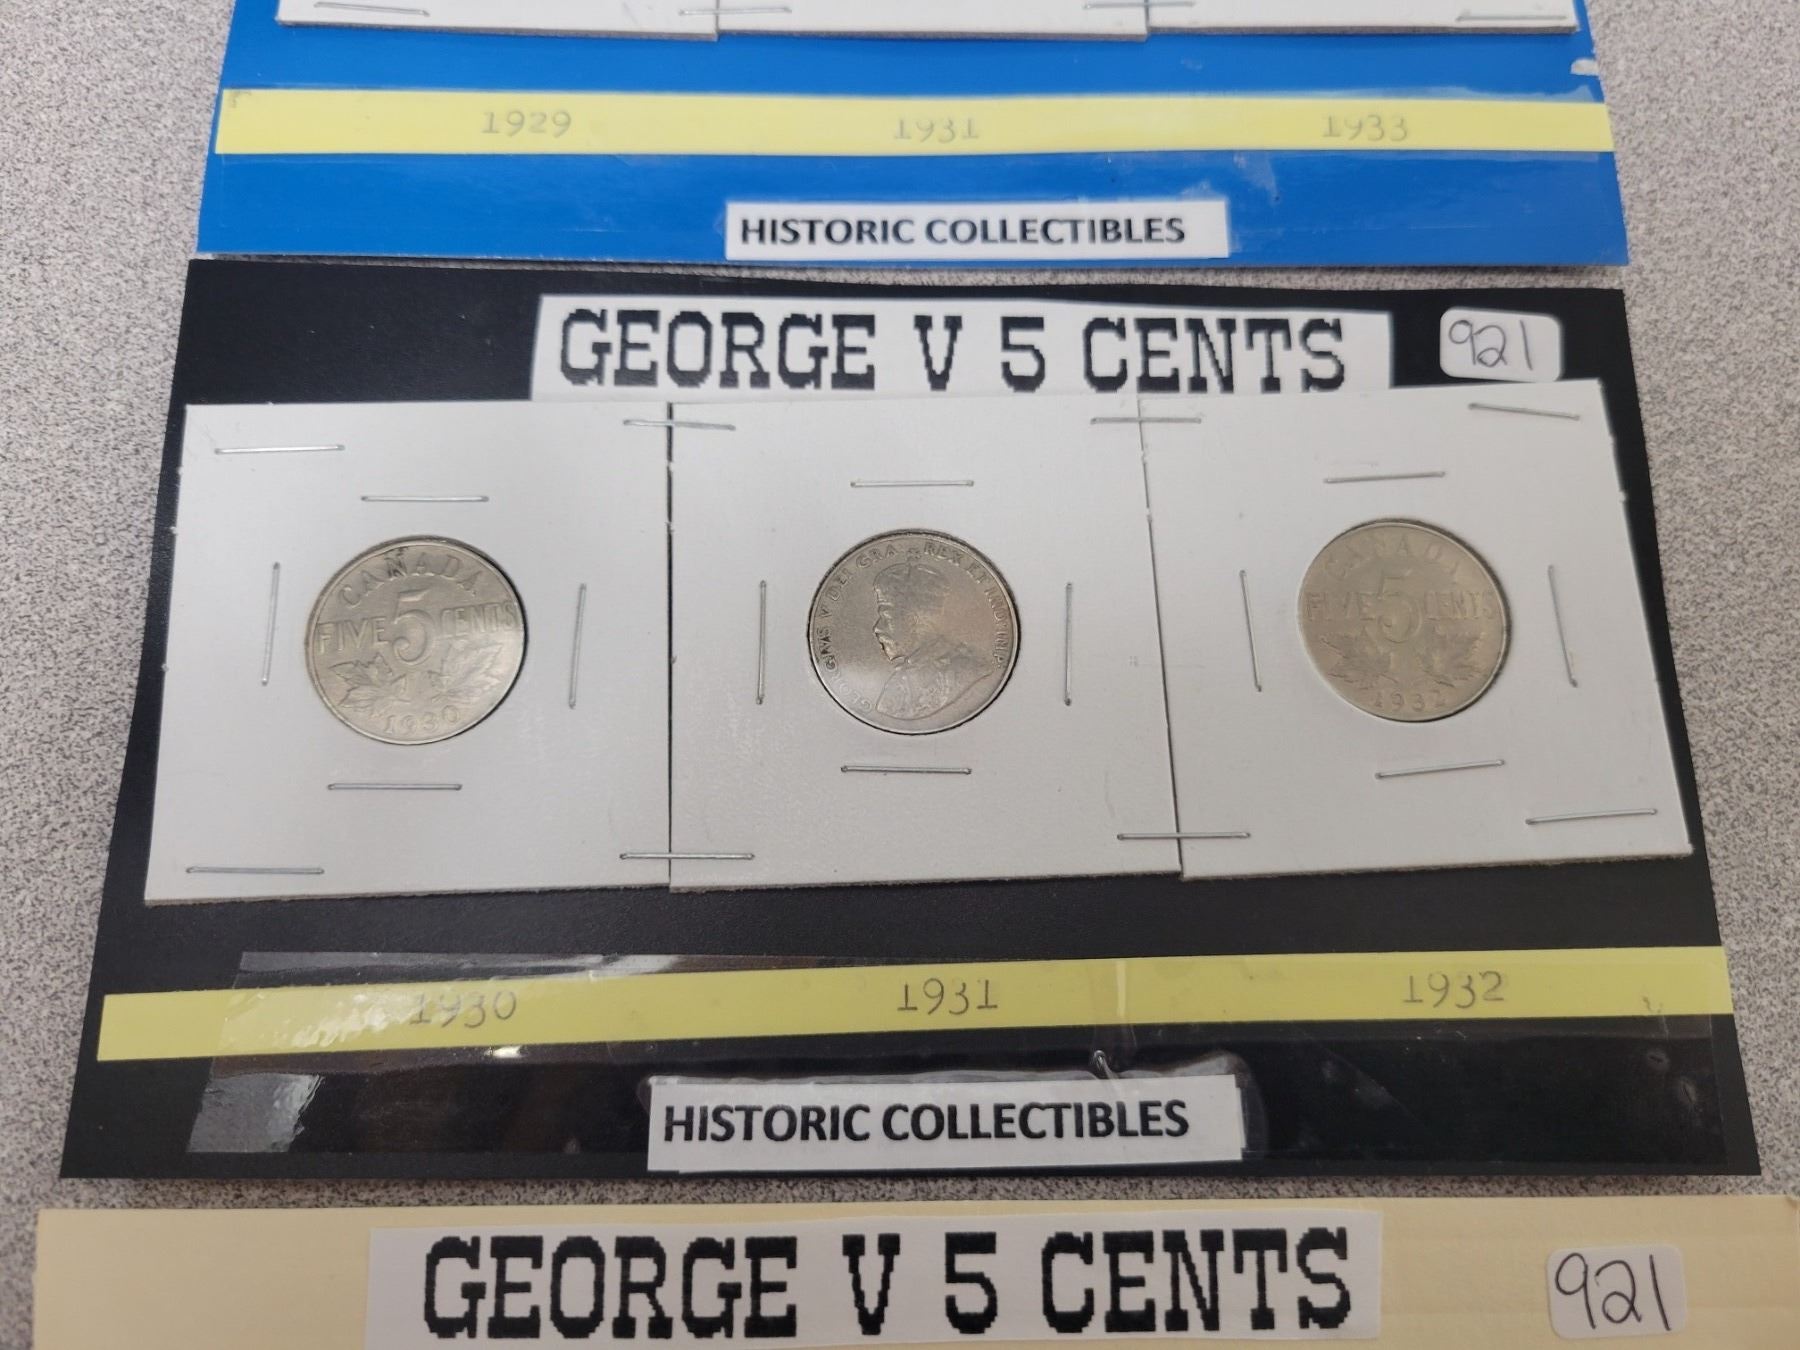 1929 1931 1933
HISTORIC COLLECTIBLES
GEORGE V 5 CENTS 921
CANADA
FIVE 5 CENTS
1930
GEORGIVS V DEI GRA: REX ET IND:IMP:
CANADA
FIVE 5 CENTS
1932
1930 1931 1932
HISTORIC COLLECTIBLES
GEORGE V 5 CENTS 921